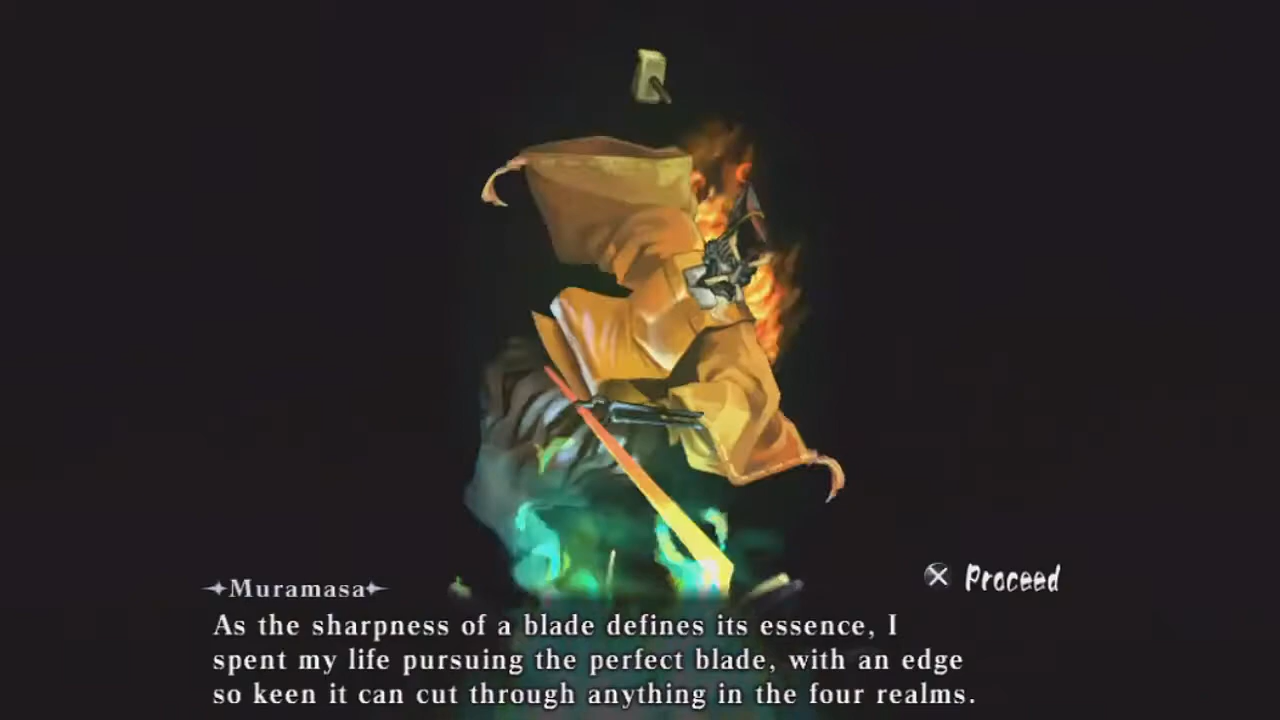 Muramasa
Proceed
As the sharpness of a blade defines its essence, I
spent my life pursuing the perfect blade, with an edge
so keen it can cut through anything in the four realms.